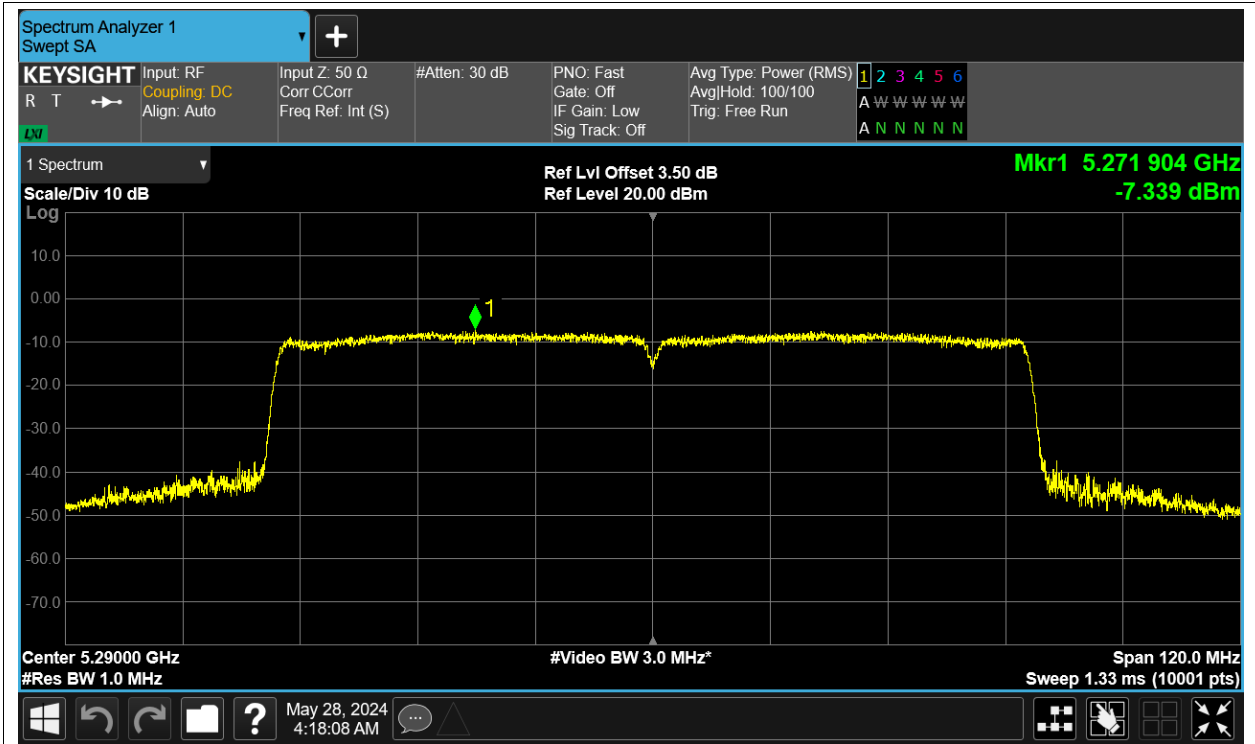 Spectrum Analyzer 1
Swept SA
KEYSIGHT
R T
LXI
Input: RF
Coupling: DC
Align: Auto
Input Z: 50 Ω
Corr CCorr
Freq Ref: Int (S)
#Atten: 30 dB
PNO: Fast
Gate: Off
IF Gain: Low
Sig Track: Off
Avg Type: Power (RMS)
Avg|Hold: 100/100
Trig: Free Run
1 2 3 4 5 6
A W W W W W
A N N N N N
1 Spectrum
Scale/Div 10 dB
Ref Lvl Offset 3.50 dB
Ref Level 20.00 dBm
Mkr1 5.271 904 GHz
-7.339 dBm
Log
10.0
0.00
1
-10.0
-20.0
-30.0
-40.0
-50.0
-60.0
-70.0
Center 5.29000 GHz
#Video BW 3.0 MHz*
Span 120.0 MHz
#Res BW 1.0 MHz
Sweep 1.33 ms (10001 pts)
?
May 28, 2024
4:18:08 AM